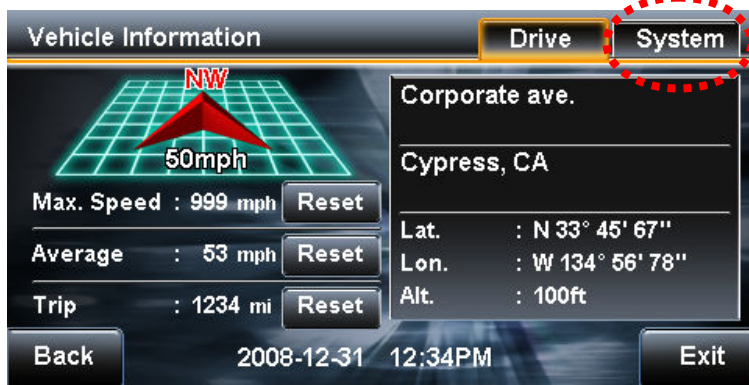 Vehicle Information Drive System
NW
50mph
Max. Speed : 999 mph Reset
Average : 53 mph Reset
Trip : 1234 mi Reset
Corporate ave.
Cypress, CA
Lat. : N 33° 45' 67''
Lon. : W 134° 56' 78''
Alt. : 100ft
Back 2008-12-31 12:34PM Exit